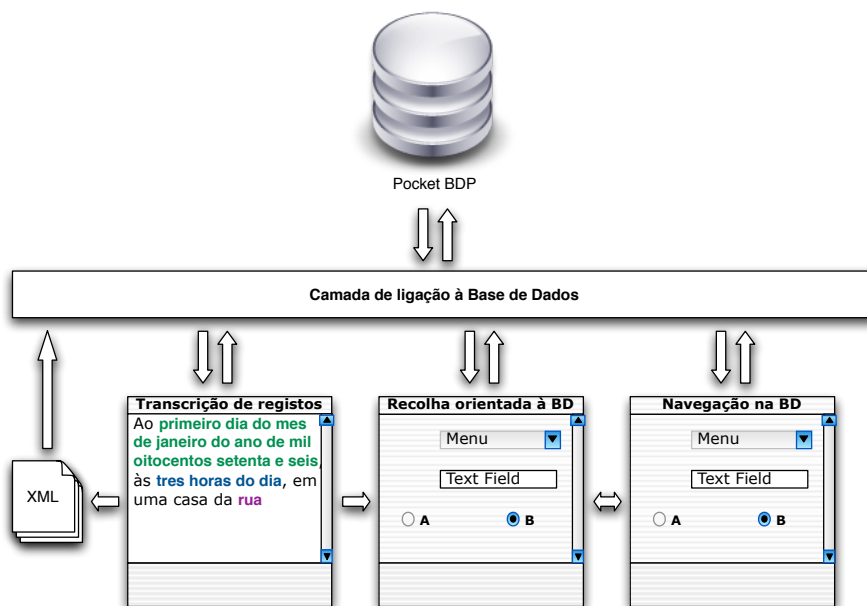 Pocket BDP
Camada de ligação à Base de Dados
Transcrição de registos
Ao primeiro dia do mes
de janeiro do ano de mil
oitocentos setenta e seis,
às tres horas do dia, em
uma casa da rua
Recolha orientada à BD
Menu
Text Field
A
B
Navegação na BD
Menu
Text Field
A
B
XML